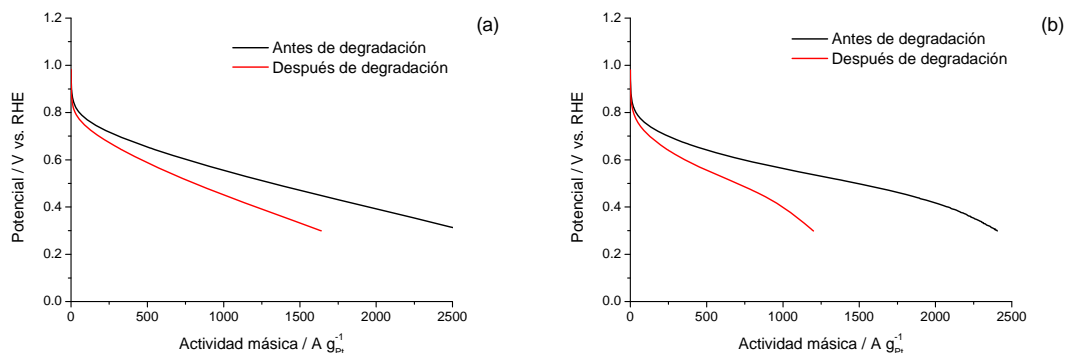 (a)
Antes de degradación
Después de degradación
1.2
1.0
0.8
0.6
0.4
0.2
0.0
Potencial / V vs. RHE
0
500
1000
1500
2000
2500
Actividad másica / A g_Pt^-1
(b)
Antes de degradación
Después de degradación
1.2
1.0
0.8
0.6
0.4
0.2
0.0
Potencial / V vs. RHE
0
500
1000
1500
2000
2500
Actividad másica / A g_Pt^-1